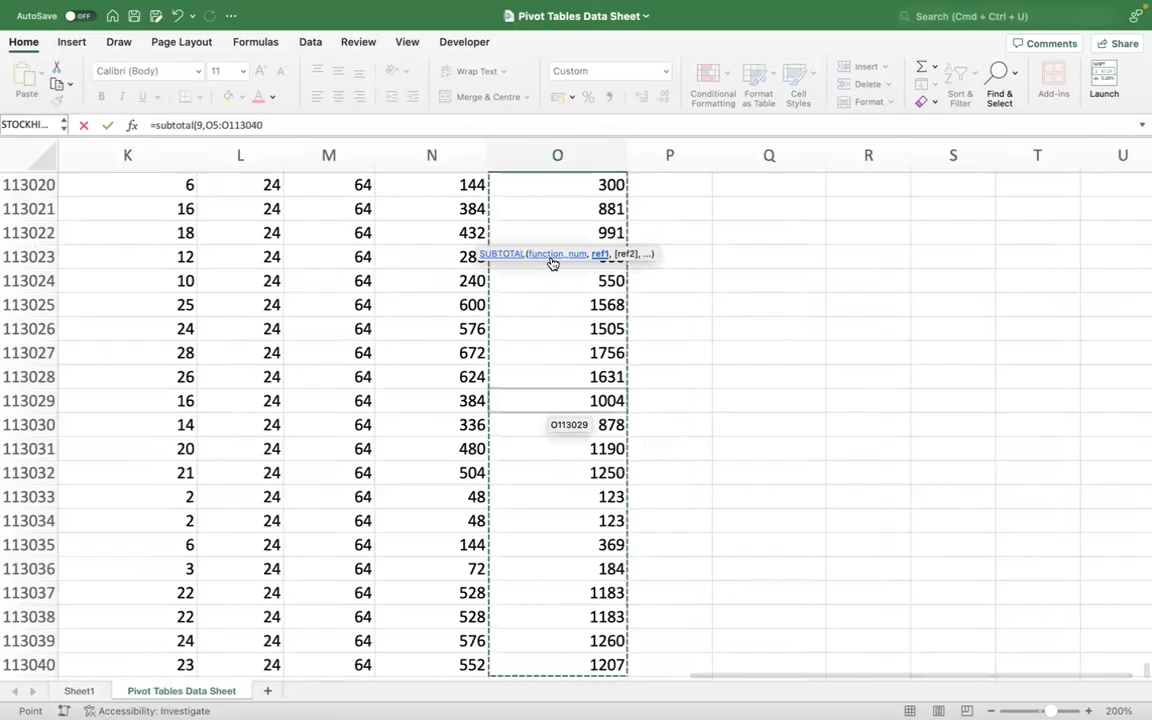 AutoSave OFF Pivot Tables Data Sheet Search (Cmd + Ctrl + U)
Home Insert Draw Page Layout Formulas Data Review View Developer Comments Share
Paste Calibri (Body) 11 Wrap Text Custom Insert
B I U A Merge & Centre % Delete
Format
Conditional Formatting Format as Table Cell Styles Sort & Filter Find & Select Add-ins Launch
STOCKHI... fx =subtotal(9,O5:O113040
K L M N O P Q R S T U
113020 6 24 64 144 300
113021 16 24 64 384 881
113022 18 24 64 432 991
113023 12 24 64 28 SUBTOTAL(function_num, ref1, [ref2], ...)
113024 10 24 64 240 550
113025 25 24 64 600 1568
113026 24 24 64 576 1505
113027 28 24 64 672 1756
113028 26 24 64 624 1631
113029 16 24 64 384 1004
113030 14 24 64 336 O113029 878
113031 20 24 64 480 1190
113032 21 24 64 504 1250
113033 2 24 64 48 123
113034 2 24 64 48 123
113035 6 24 64 144 369
113036 3 24 64 72 184
113037 22 24 64 528 1183
113038 22 24 64 528 1183
113039 24 24 64 576 1260
113040 23 24 64 552 1207
Sheet1 Pivot Tables Data Sheet +
Point Accessibility: Investigate 200%